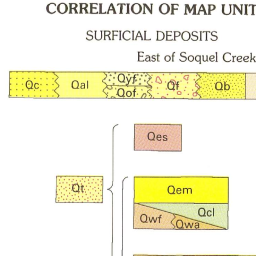 CORRELATION OF MAP UNIT
SURFICIAL DEPOSITS
East of Soquel Creek
Qc Qal Qyf Qof Qf Qb
Qes
Qt
Qem
Qcl
Qwf Qwa